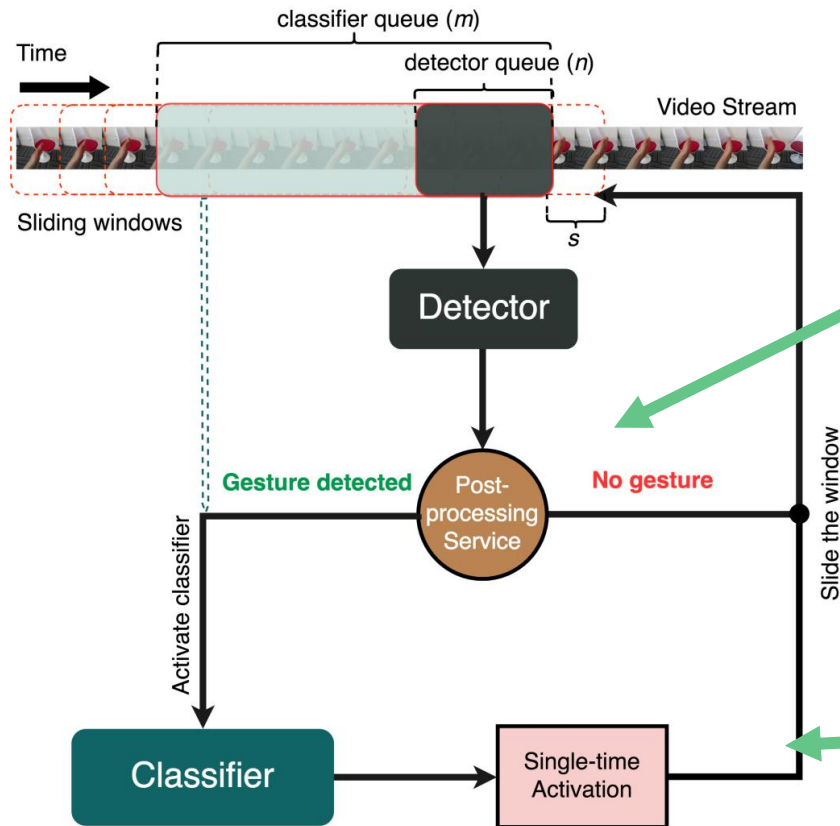 classifier queue (m)
Time
detector queue (n)
Video Stream
Sliding windows
s
Detector
Gesture detected
Post-
processing
Service
No gesture
Slide the window
Activate classifier
Classifier
Single-time
Activation